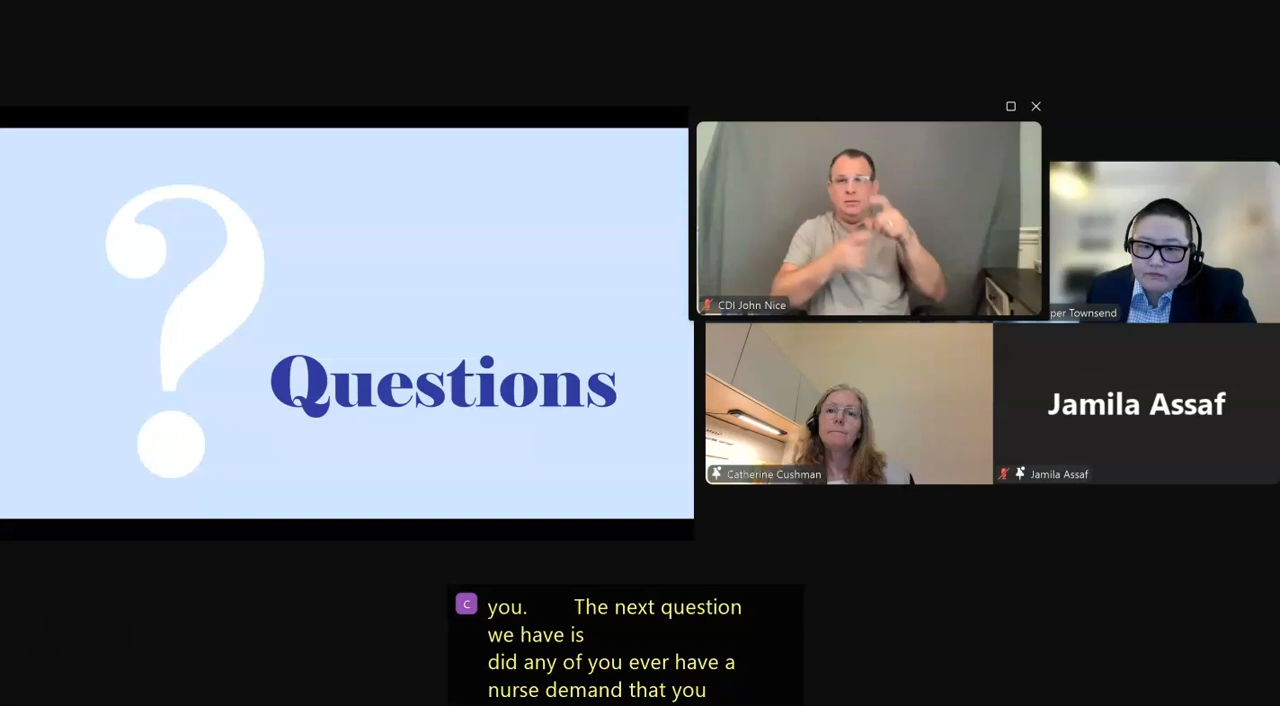 ?
Questions
CDI John Nice
per Townsend
Catherine Cushman
Jamila Assaf
Jamila Assaf
C
you. The next question
we have is
did any of you ever have a
nurse demand that you